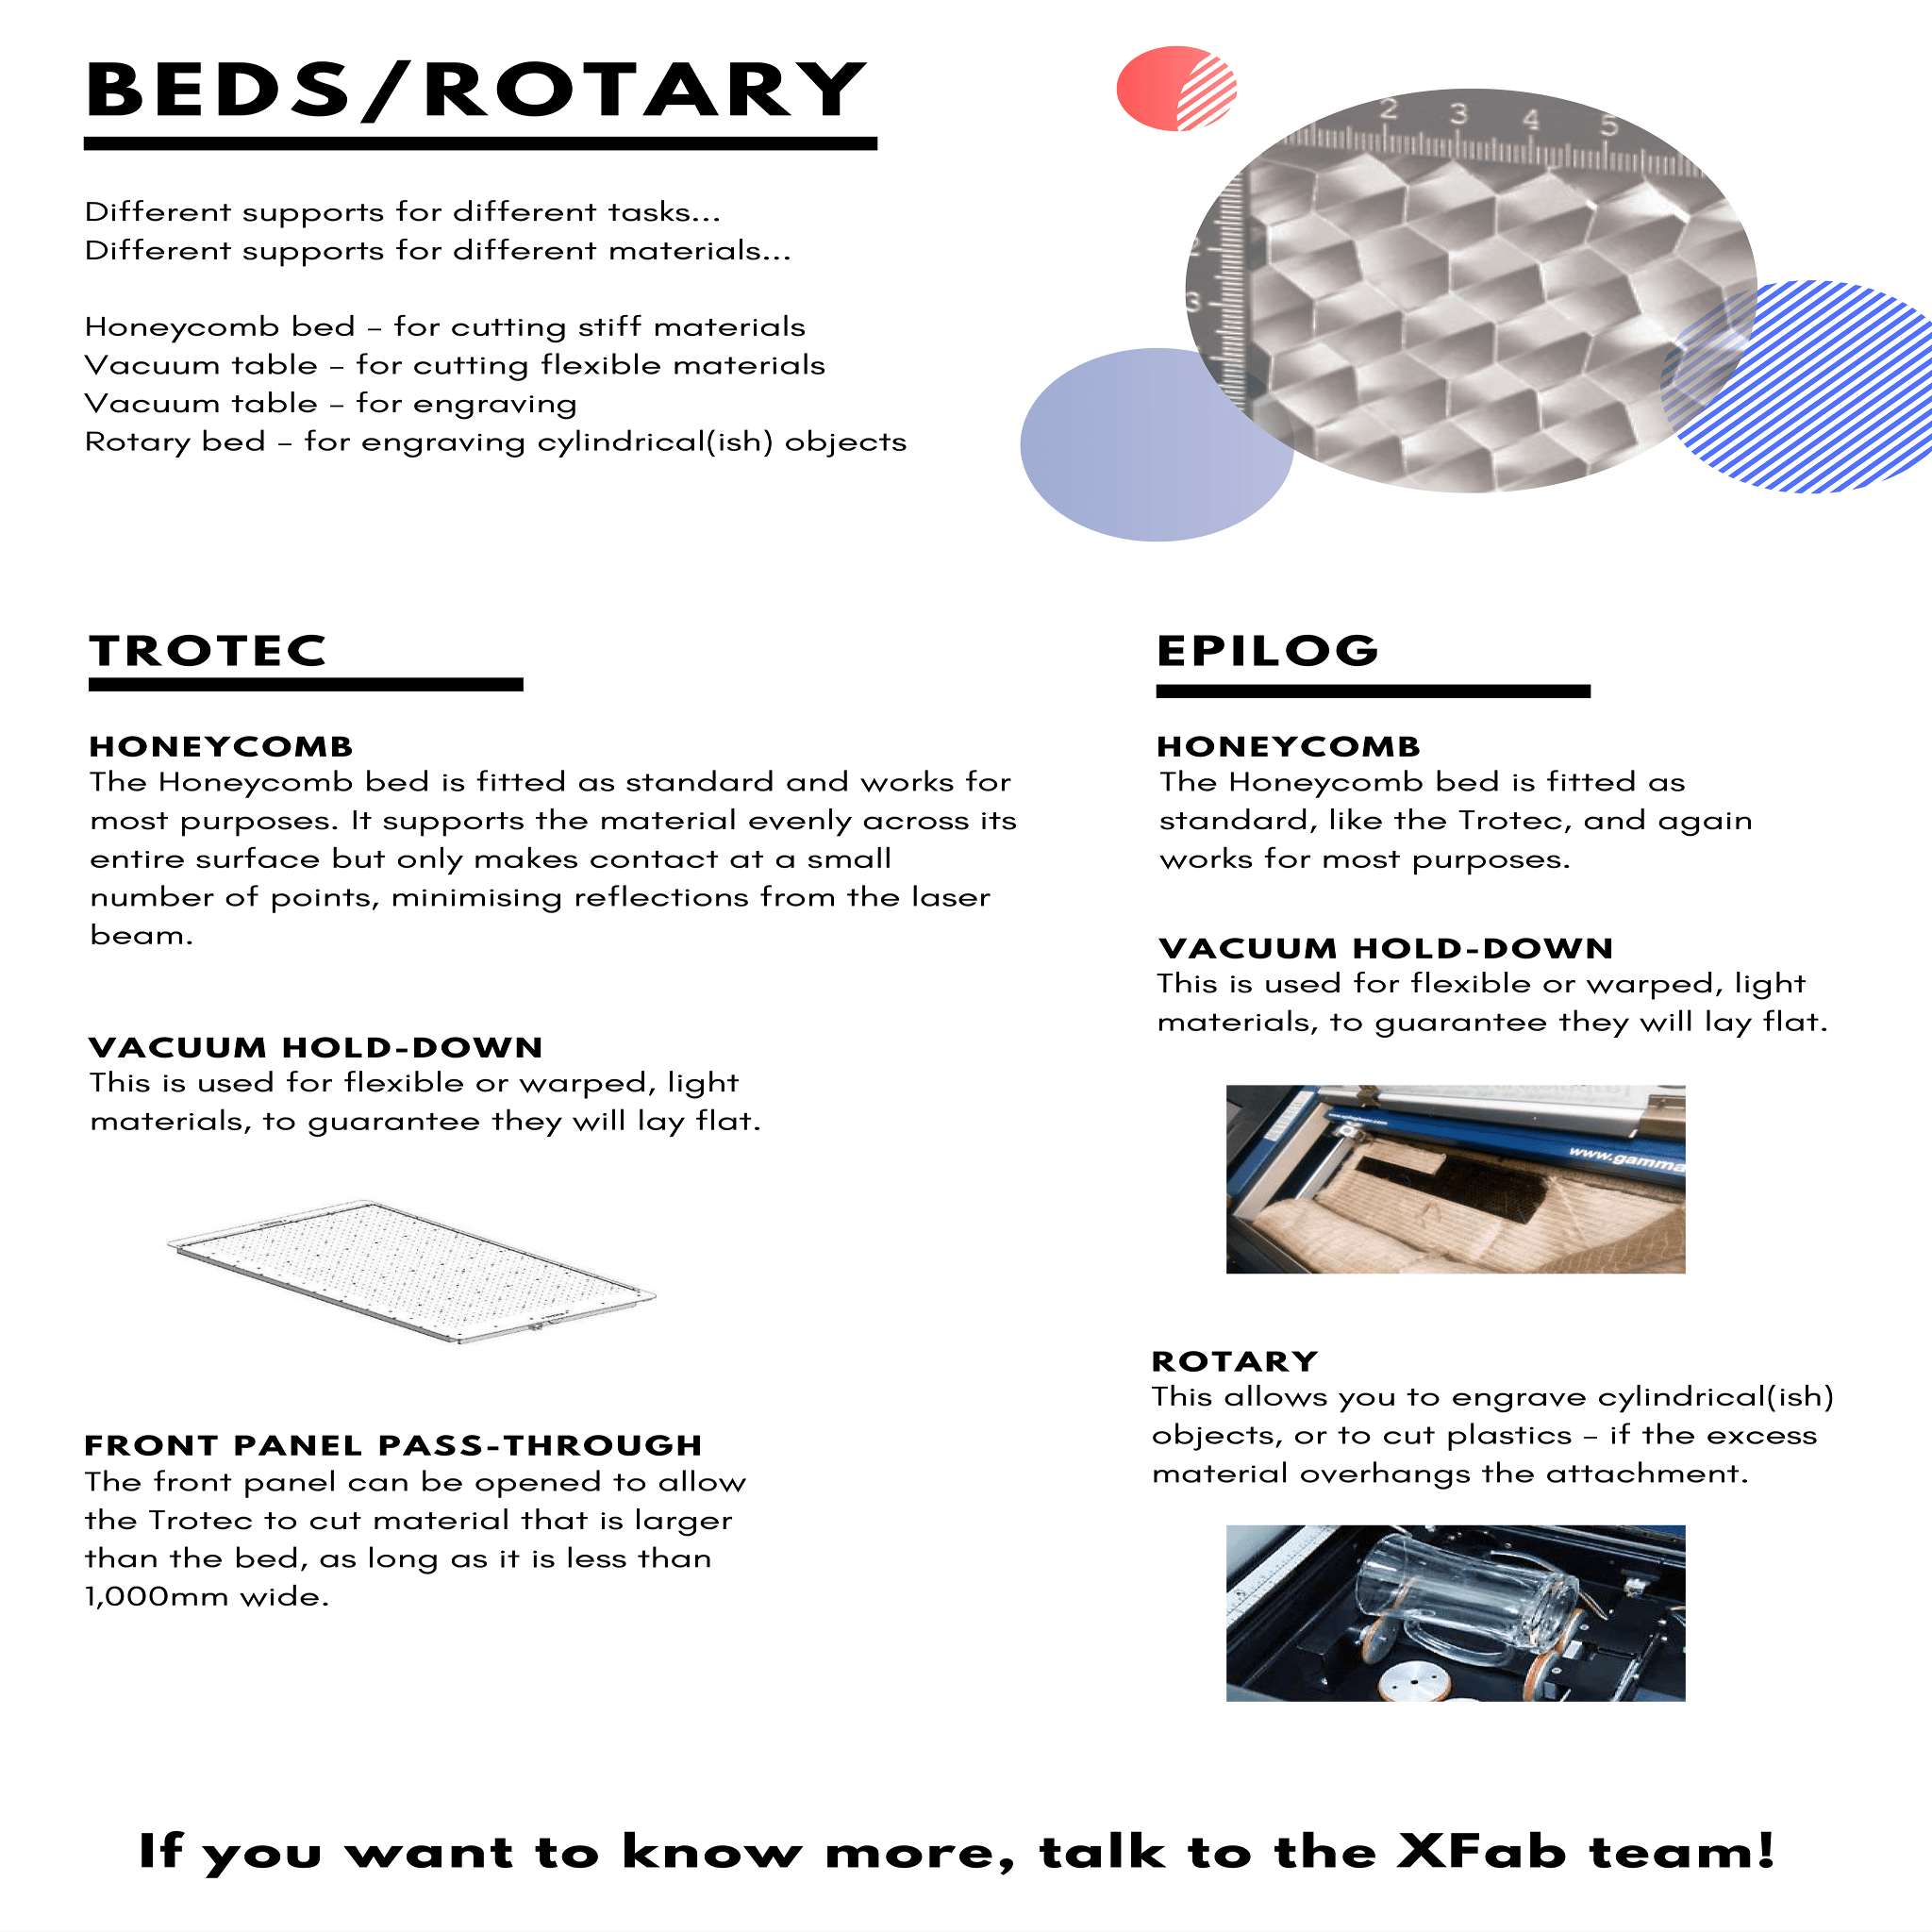 BEDS/ROTARY
Different supports for different tasks...
Different supports for different materials...
Honeycomb bed – for cutting stiff materials
Vacuum table – for cutting flexible materials
Vacuum table – for engraving
Rotary bed – for engraving cylindrical(ish) objects
2 3 4 5
2
3
TROTEC
HONEYCOMB
The Honeycomb bed is fitted as standard and works for
most purposes. It supports the material evenly across its
entire surface but only makes contact at a small
number of points, minimising reflections from the laser
beam.
VACUUM HOLD-DOWN
This is used for flexible or warped, light
materials, to guarantee they will lay flat.
FRONT PANEL PASS-THROUGH
The front panel can be opened to allow
the Trotec to cut material that is larger
than the bed, as long as it is less than
1,000mm wide.
EPILOG
HONEYCOMB
The Honeycomb bed is fitted as
standard, like the Trotec, and again
works for most purposes.
VACUUM HOLD-DOWN
This is used for flexible or warped, light
materials, to guarantee they will lay flat.
www.gamma
ROTARY
This allows you to engrave cylindrical(ish)
objects, or to cut plastics – if the excess
material overhangs the attachment.
If you want to know more, talk to the XFab team!